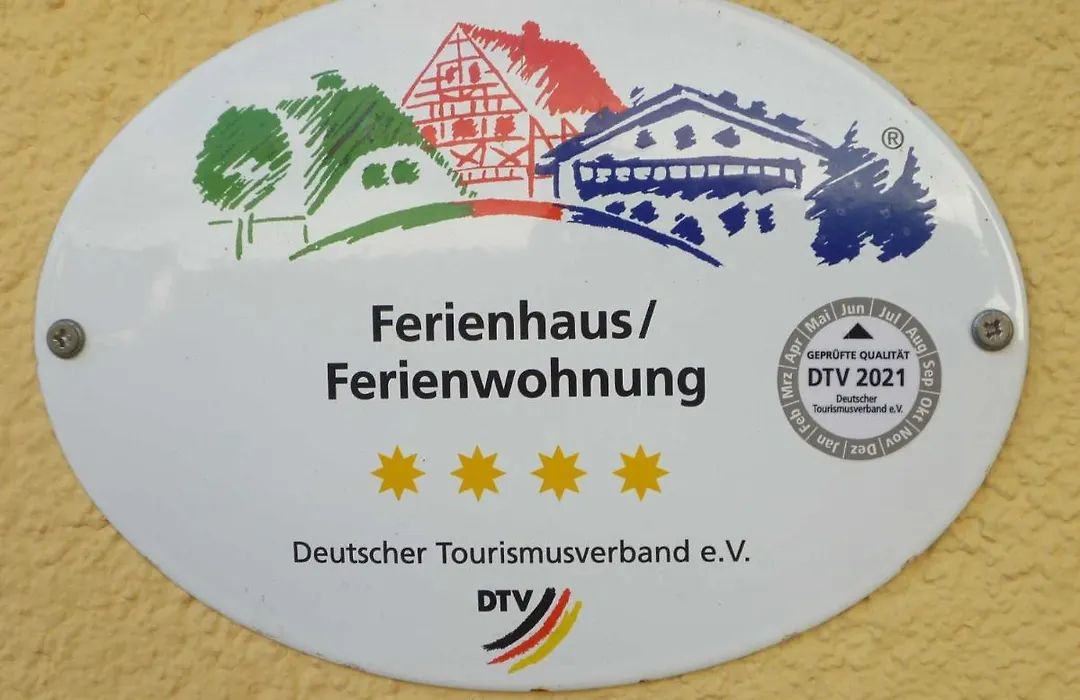 ®
Ferienhaus/
Ferienwohnung
Jan Feb Mrz Apr Mai Jun Jul Aug Sep Okt Nov Dez
GEPRÜFTE QUALITÄT
DTV 2021
Deutscher
Tourismusverband e.V.
Deutscher Tourismusverband e.V.
DTV